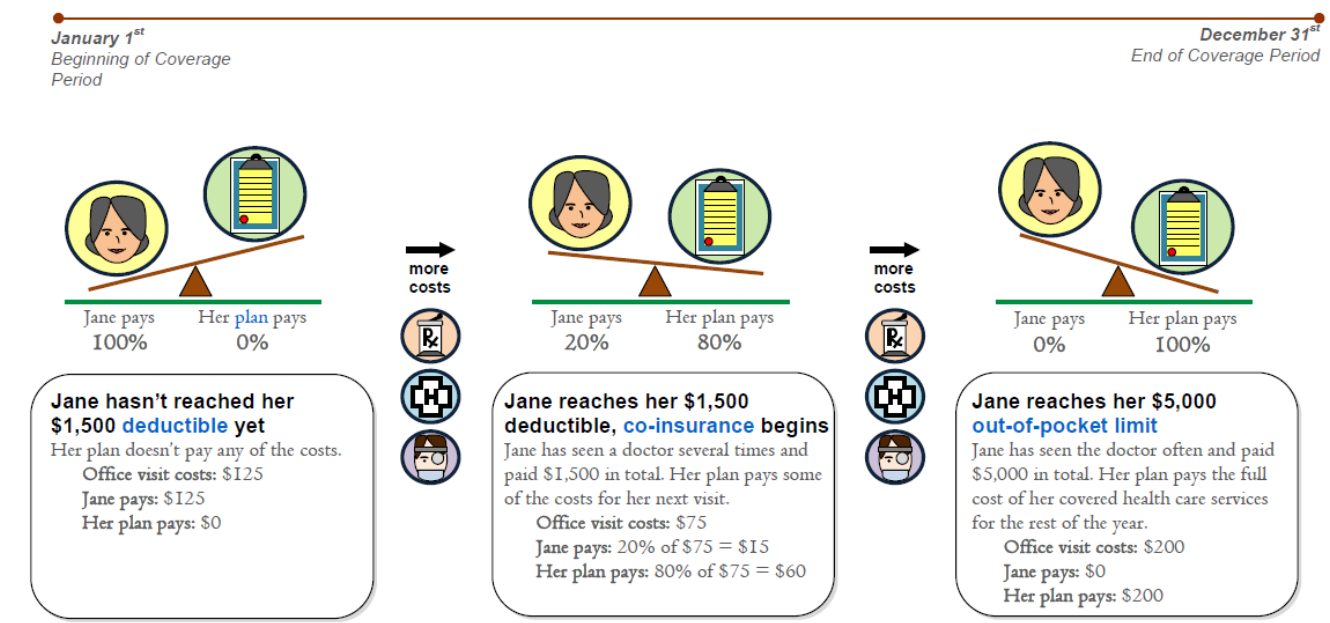 January 1st
Beginning of Coverage
Period
December 31st
End of Coverage Period
Jane pays
100%
Her plan pays
0%
more
costs
Rx
H
Jane pays
20%
Her plan pays
80%
more
costs
Rx
H
Jane pays
0%
Her plan pays
100%
Jane hasn't reached her
$1,500 deductible yet
Her plan doesn't pay any of the costs.
Office visit costs: $125
Jane pays: $125
Her plan pays: $0
Jane reaches her $1,500
deductible, co-insurance begins
Jane has seen a doctor several times and
paid $1,500 in total. Her plan pays some
of the costs for her next visit.
Office visit costs: $75
Jane pays: 20% of $75 = $15
Her plan pays: 80% of $75 = $60
Jane reaches her $5,000
out-of-pocket limit
Jane has seen the doctor often and paid
$5,000 in total. Her plan pays the full
cost of her covered health care services
for the rest of the year.
Office visit costs: $200
Jane pays: $0
Her plan pays: $200